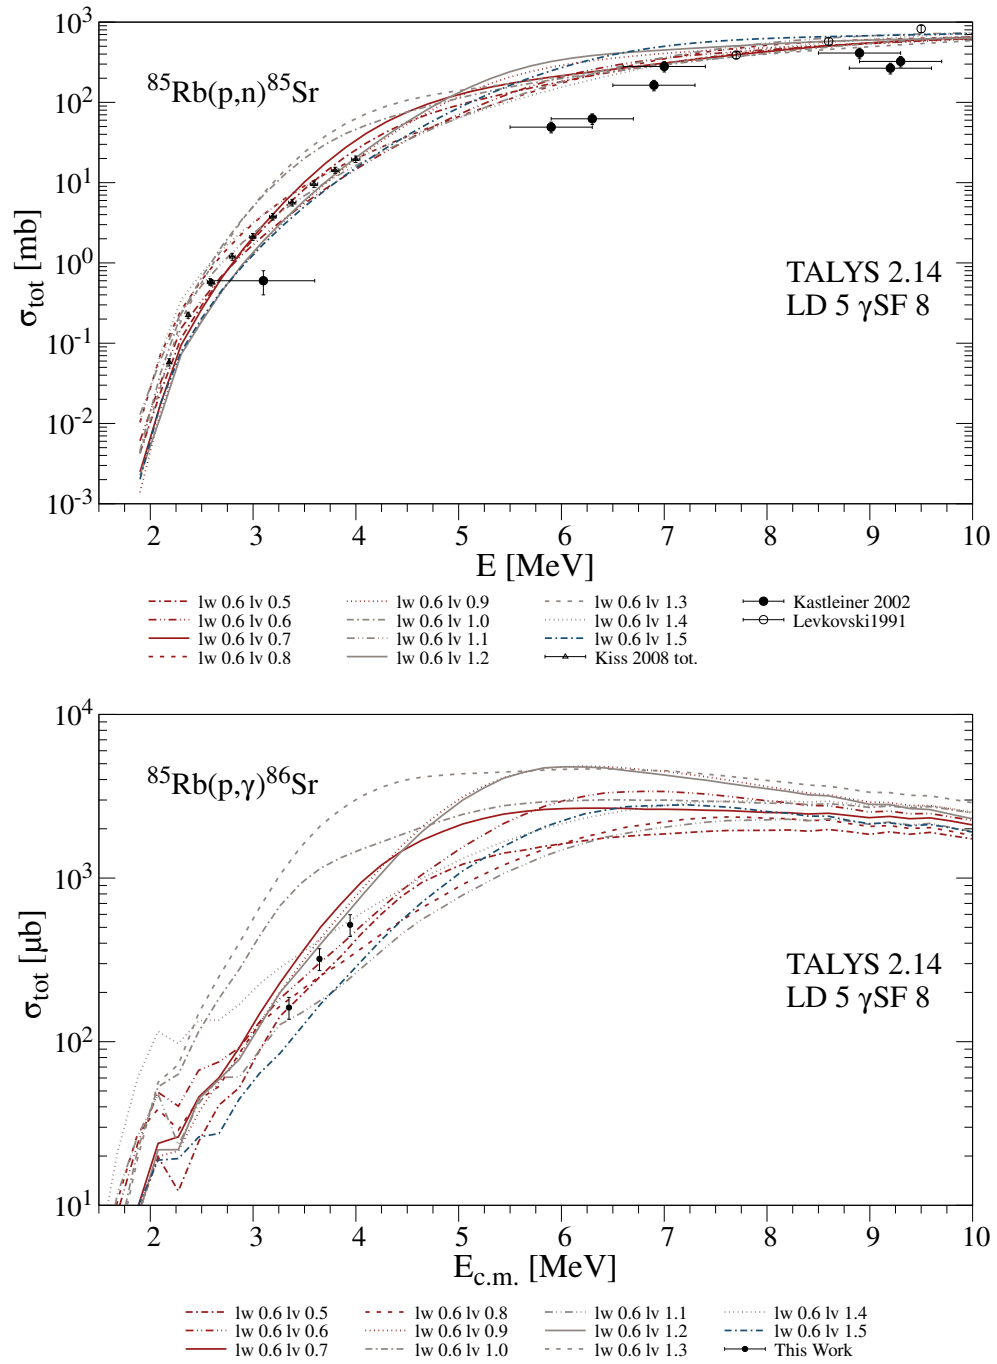 10³
⁸⁵Rb(p,n)⁸⁵Sr
10²
10¹
10⁰
10⁻¹
10⁻²
10⁻³
σtot [mb]
TALYS 2.14
LD 5 γSF 8
2 3 4 5 6 7 8 9 10
E [MeV]
lw 0.6 lv 0.5 lw 0.6 lv 0.9 lw 0.6 lv 1.3 Kastleiner 2002
lw 0.6 lv 0.6 lw 0.6 lv 1.0 lw 0.6 lv 1.4 Levkovski1991
lw 0.6 lv 0.7 lw 0.6 lv 1.1 lw 0.6 lv 1.5
lw 0.6 lv 0.8 lw 0.6 lv 1.2 Kiss 2008 tot.
10⁴
⁸⁵Rb(p,γ)⁸⁶Sr
10³
10²
10¹
σtot [μb]
TALYS 2.14
LD 5 γSF 8
2 3 4 5 6 7 8 9 10
Ec.m. [MeV]
lw 0.6 lv 0.5 lw 0.6 lv 0.8 lw 0.6 lv 1.1 lw 0.6 lv 1.4
lw 0.6 lv 0.6 lw 0.6 lv 0.9 lw 0.6 lv 1.2 lw 0.6 lv 1.5
lw 0.6 lv 0.7 lw 0.6 lv 1.0 lw 0.6 lv 1.3 This Work